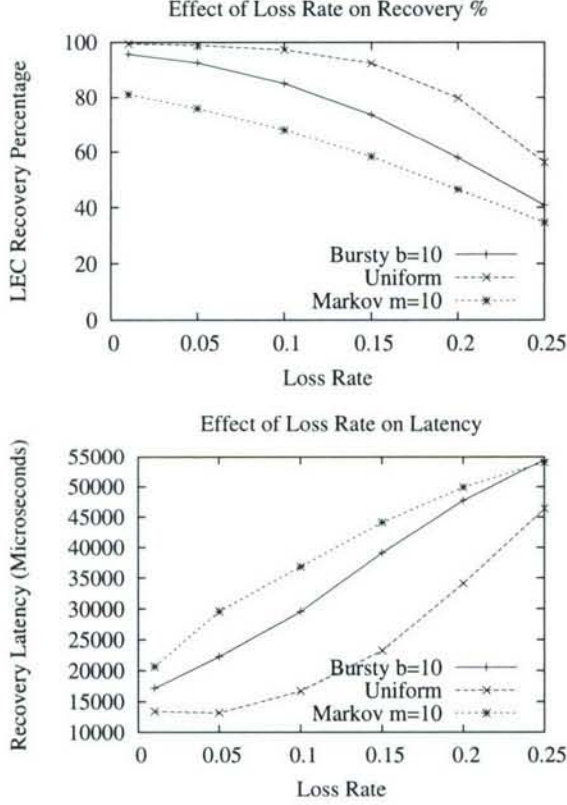 Effect of Loss Rate on Recovery %
LEC Recovery Percentage
100
80
60
40
20
0
Bursty b=10
Uniform
Markov m=10
0 0.05 0.1 0.15 0.2 0.25
Loss Rate
Effect of Loss Rate on Latency
Recovery Latency (Microseconds)
55000
50000
45000
40000
35000
30000
25000
20000
15000
10000
Bursty b=10
Uniform
Markov m=10
0 0.05 0.1 0.15 0.2 0.25
Loss Rate